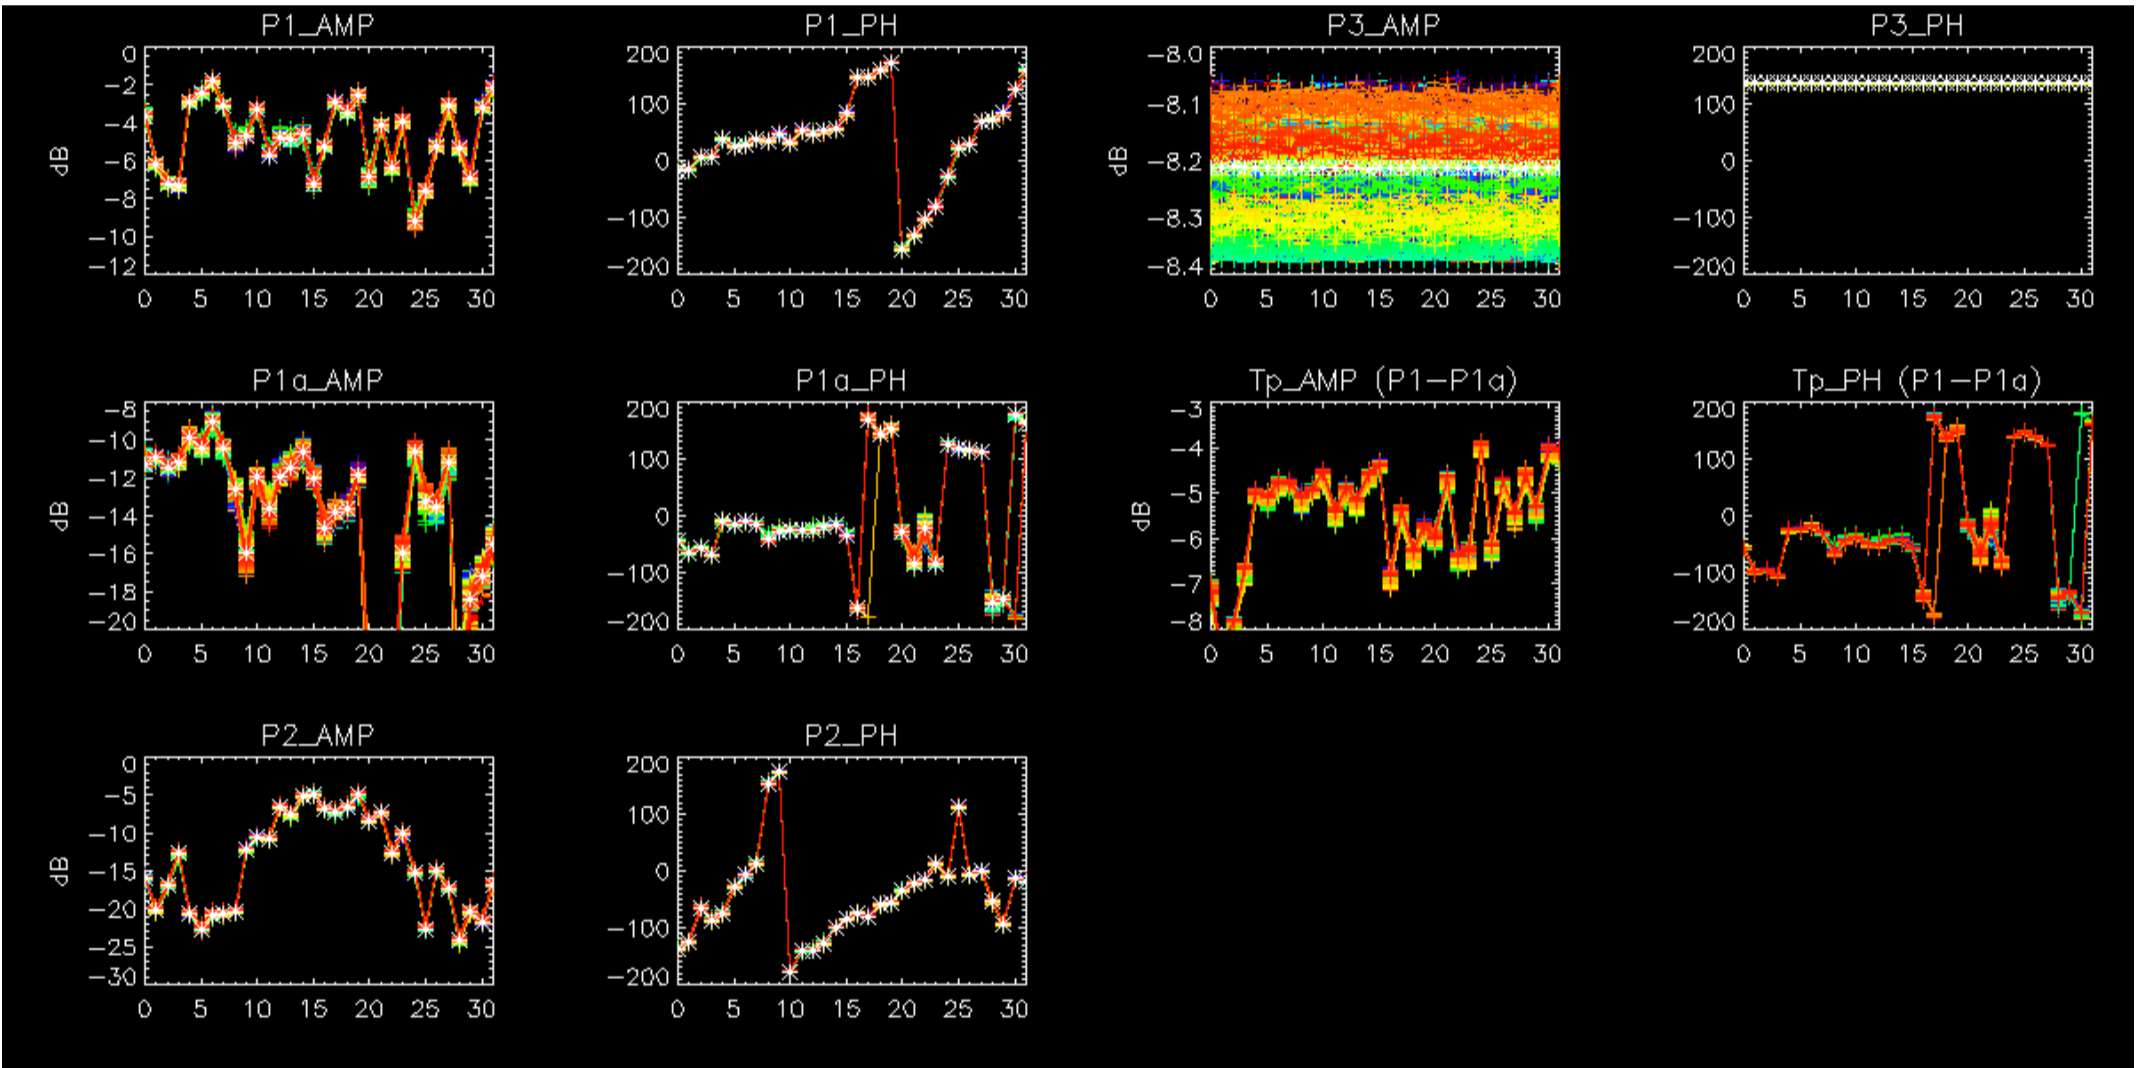 P1_AMP
0
-2
-4
-6
-8
-10
-12
dB
0 5 10 15 20 25 30
P1_PH
200
100
0
-100
-200
0 5 10 15 20 25 30
P3_AMP
-8.0
-8.1
-8.2
-8.3
-8.4
dB
0 5 10 15 20 25 30
P3_PH
200
100
0
-100
-200
0 5 10 15 20 25 30
P1a_AMP
-8
-10
-12
-14
-16
-18
-20
dB
0 5 10 15 20 25 30
P1a_PH
200
100
0
-100
-200
0 5 10 15 20 25 30
Tp_AMP (P1-P1a)
-3
-4
-5
-6
-7
-8
dB
0 5 10 15 20 25 30
Tp_PH (P1-P1a)
200
100
0
-100
-200
0 5 10 15 20 25 30
P2_AMP
0
-5
-10
-15
-20
-25
-30
dB
0 5 10 15 20 25 30
P2_PH
200
100
0
-100
-200
0 5 10 15 20 25 30